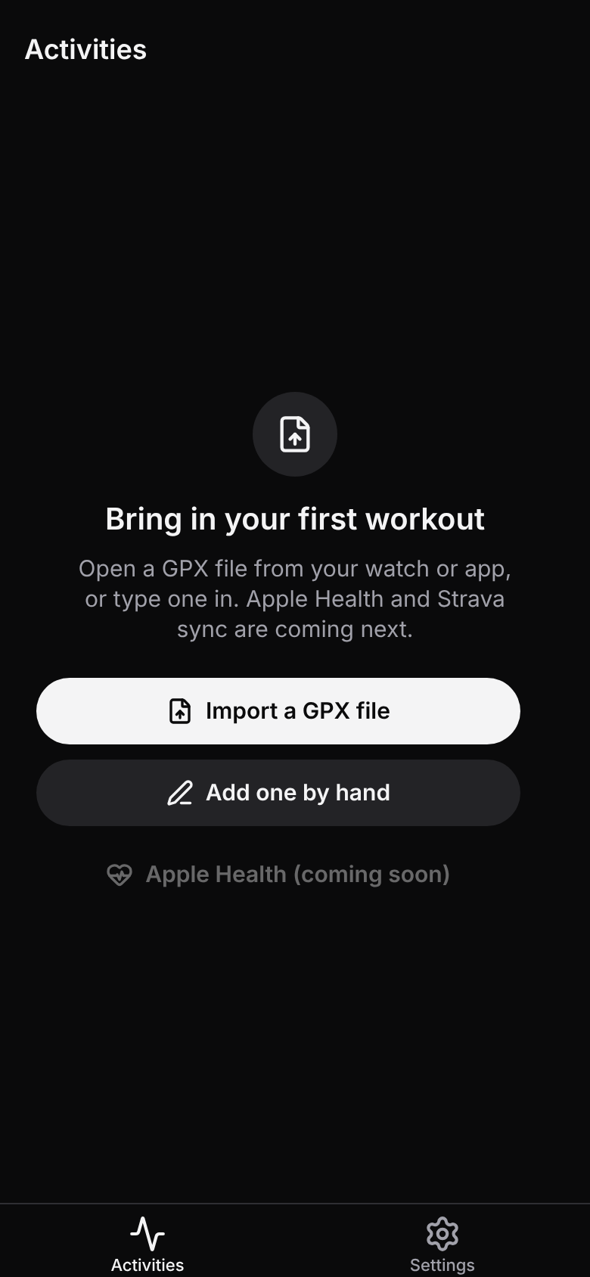 Activities
Bring in your first workout
Open a GPX file from your watch or app,
or type one in. Apple Health and Strava
sync are coming next.
Import a GPX file
Add one by hand
Apple Health (coming soon)
Activities
Settings